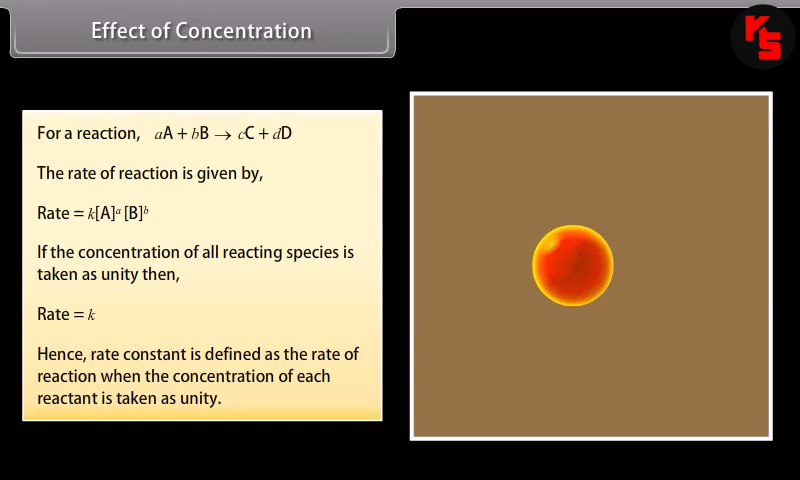 Effect of Concentration
KS
For a reaction, aA + bB → cC + dD
The rate of reaction is given by,
Rate = k[A]ᵃ [B]ᵇ
If the concentration of all reacting species is
taken as unity then,
Rate = k
Hence, rate constant is defined as the rate of
reaction when the concentration of each
reactant is taken as unity.